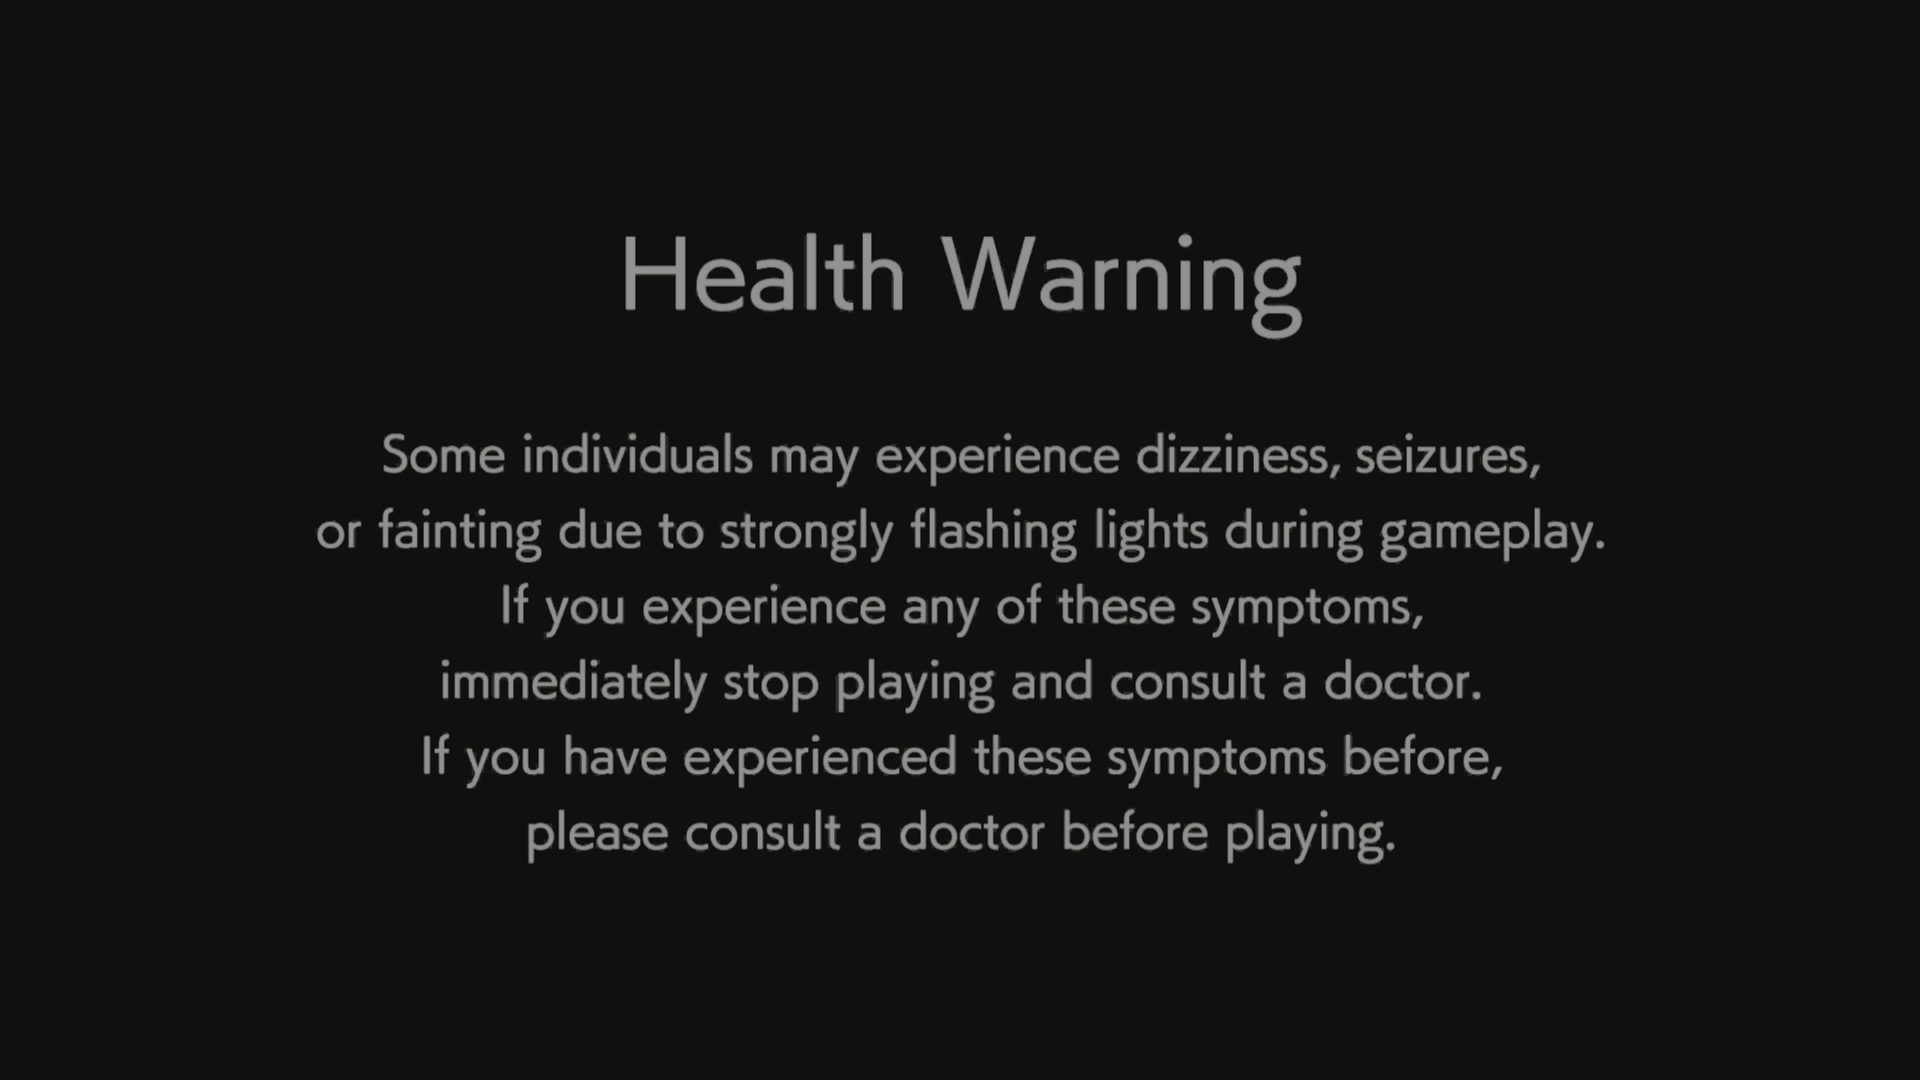 Health Warning
Some individuals may experience dizziness, seizures,
or fainting due to strongly flashing lights during gameplay.
If you experience any of these symptoms,
immediately stop playing and consult a doctor.
If you have experienced these symptoms before,
please consult a doctor before playing.